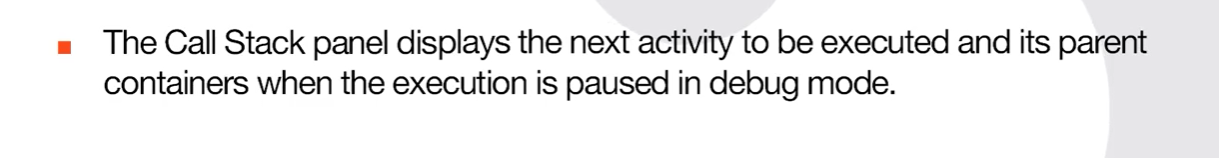 The Call Stack panel displays the next activity to be executed and its parent
containers when the execution is paused in debug mode.